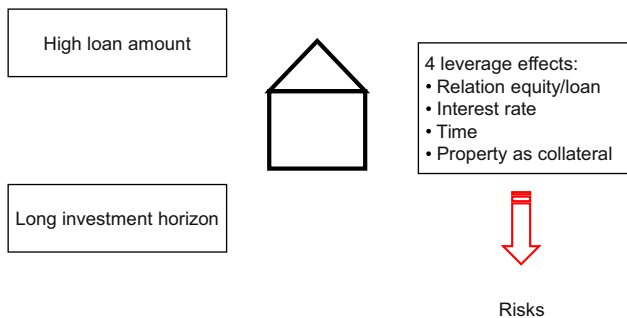 High loan amount
4 leverage effects:
• Relation equity/loan
• Interest rate
• Time
• Property as collateral
Long investment horizon
Risks